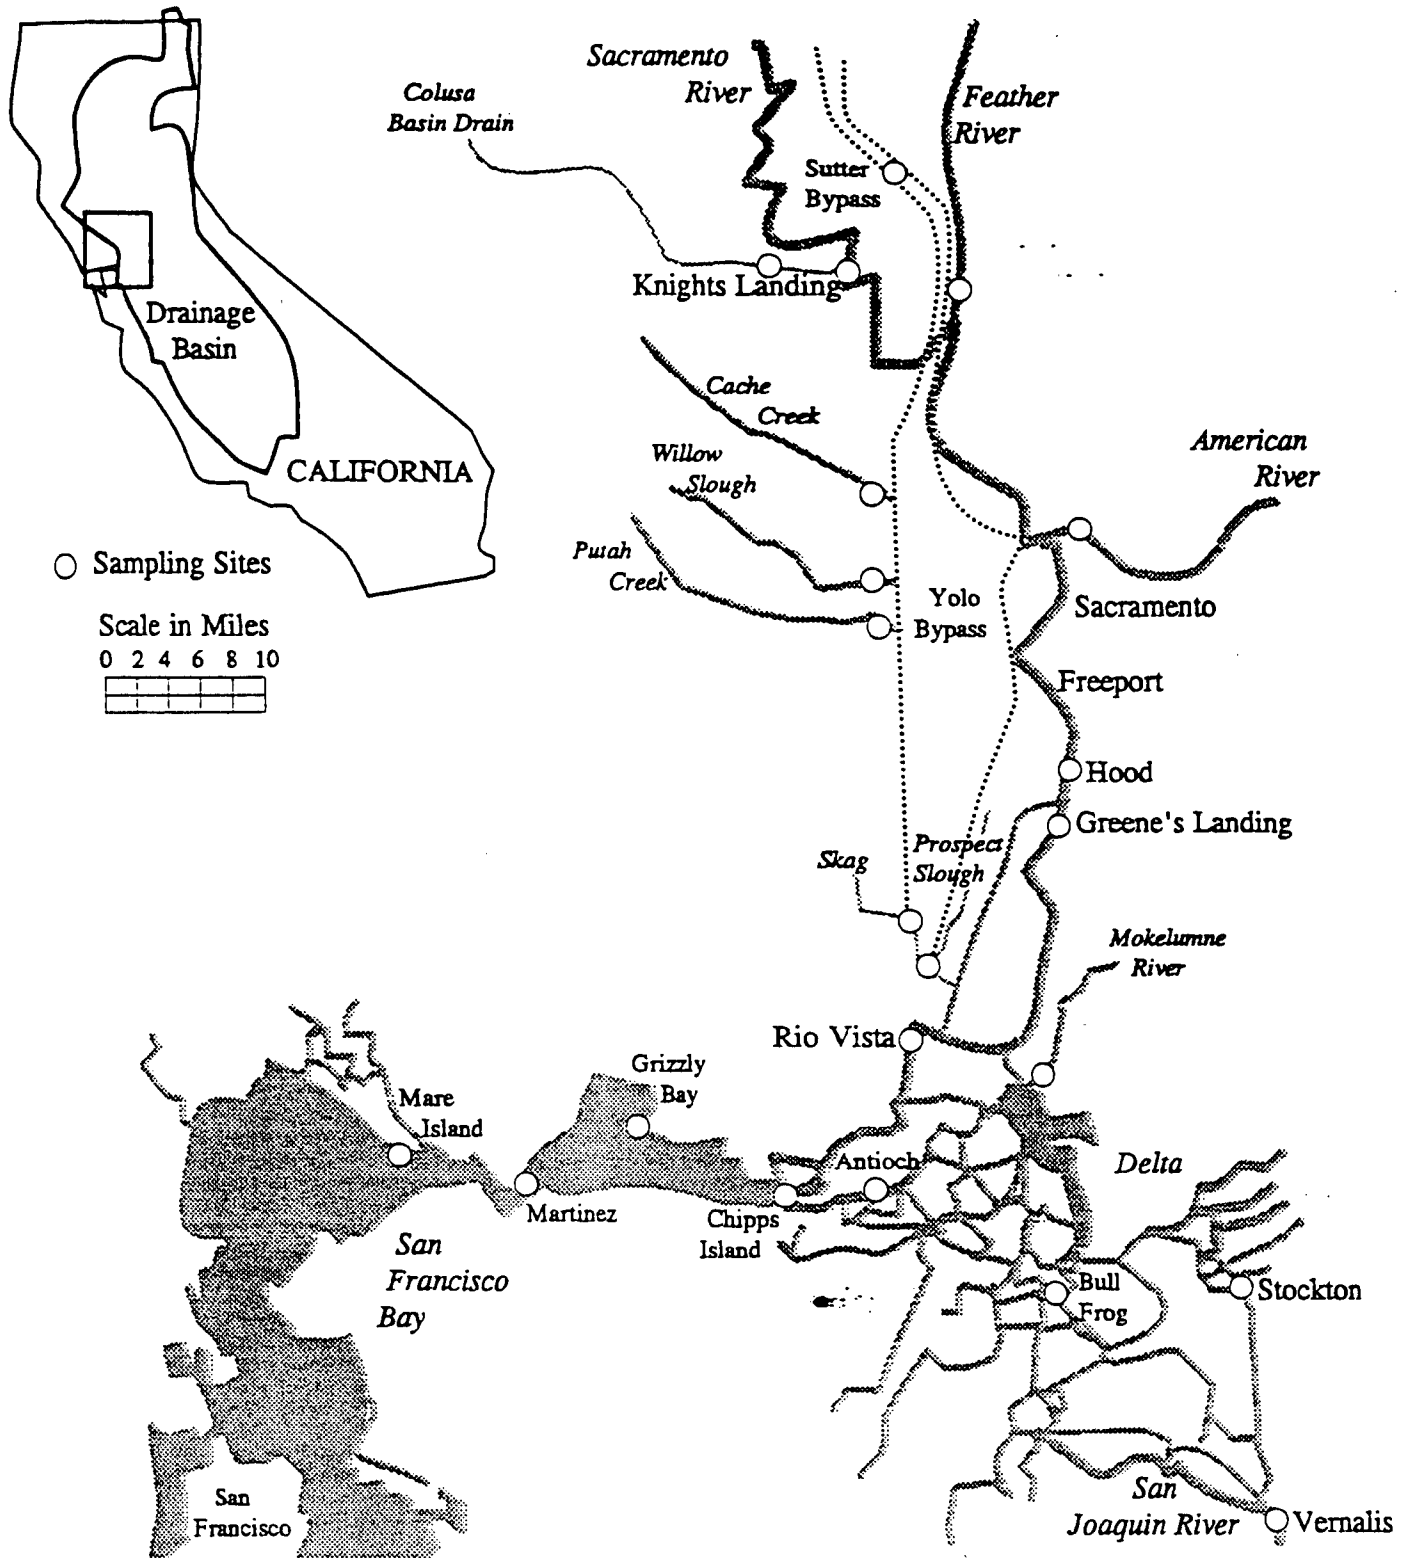 Sacramento
River
Colusa
Basin Drain
Feather
River
Sutter
Bypass
Knights Landing
Drainage
Basin
Cache
Creek
CALIFORNIA
Willow
Slough
American
River
Sampling Sites
Putah
Creek
Yolo
Bypass
Sacramento
Scale in Miles
0 2 4 6 8 10
Freeport
Hood
Greene's Landing
Skag
Prospect
Slough
Mokelumne
River
Rio Vista
Grizzly
Bay
Mare
Island
Antioch
Delta
Martinez
Chipps
Island
San
Francisco
Bay
Bull
Frog
Stockton
San
Francisco
San
Joaquin River
Vernalis